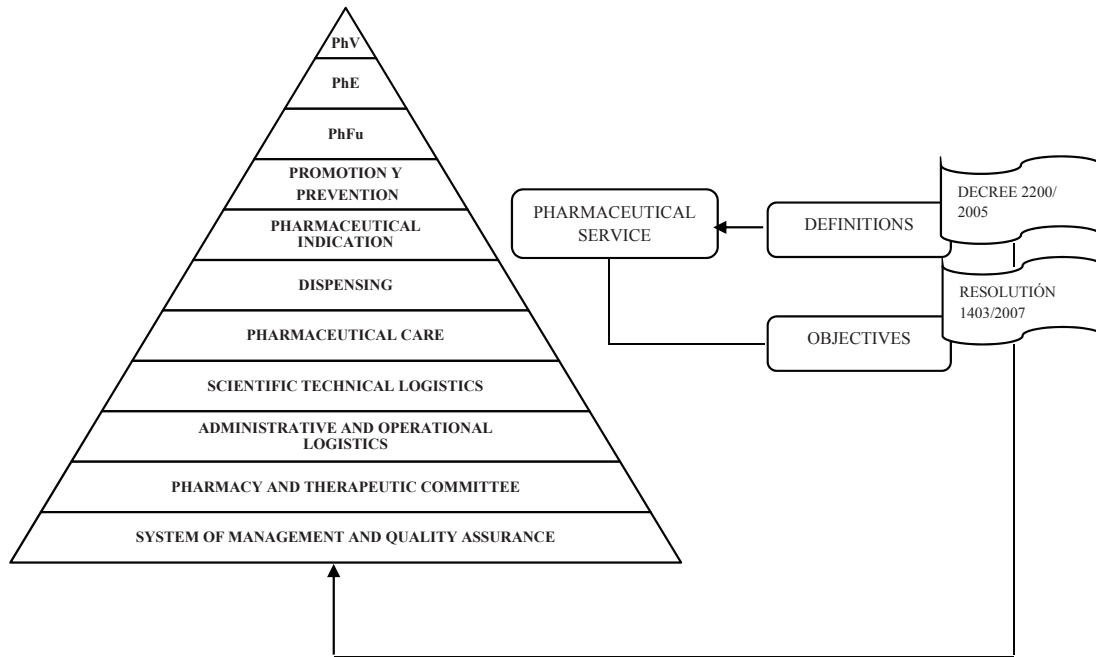 PhV
PhE
PhFu
PROMOTION Y
PREVENTION
PHARMACEUTICAL
INDICATION
DISPENSING
PHARMACEUTICAL CARE
SCIENTIFIC TECHNICAL LOGISTICS
ADMINISTRATIVE AND OPERATIONAL
LOGISTICS
PHARMACY AND THERAPEUTIC COMMITTEE
SYSTEM OF MANAGEMENT AND QUALITY ASSURANCE
PHARMACEUTICAL
SERVICE
DEFINITIONS
OBJECTIVES
DECREE 2200/
2005
RESOLUTIÓN
1403/2007